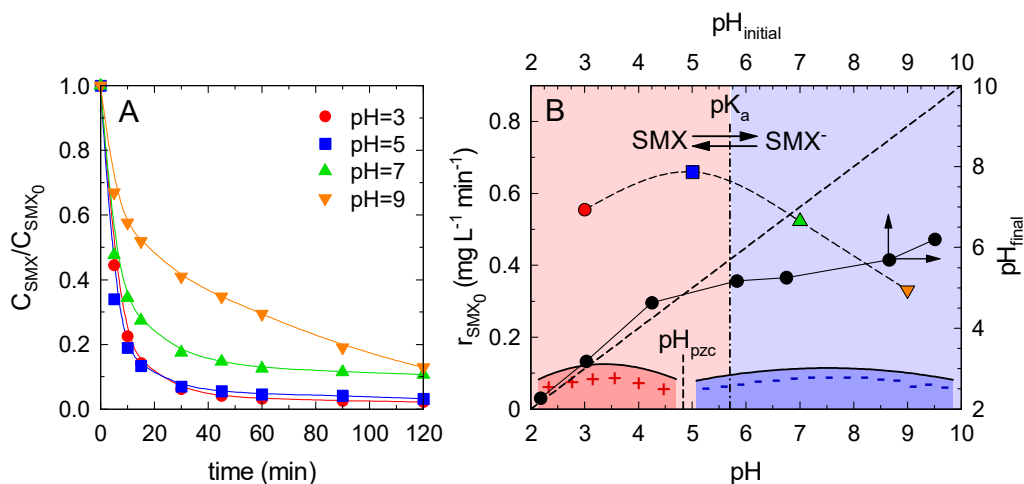 A
pH=3
pH=5
pH=7
pH=9
1.0
0.8
0.6
0.4
0.2
0.0
0 20 40 60 80 100 120
time (min)
C_SMX/C_SMX_0
pH_initial
2 3 4 5 6 7 8 9 10
B
pK_a
SMX SMX^-
pH_pzc
+ + + + + +
- - - - - - - - - -
0.8
0.6
0.4
0.2
0
r_SMX_0 (mg L^-1 min^-1)
10
8
6
4
2
pH_final
2 3 4 5 6 7 8 9 10
pH